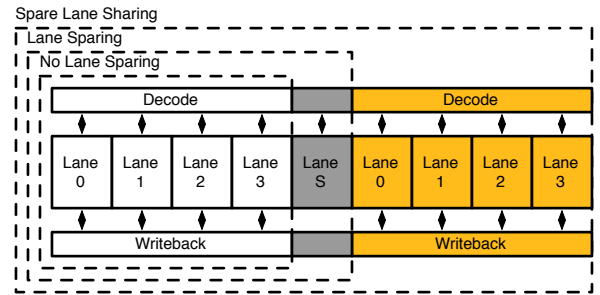 Spare Lane Sharing
Lane Sparing
No Lane Sparing
Decode Decode
Lane Lane Lane Lane Lane Lane Lane Lane Lane
0 1 2 3 S 0 1 2 3
Writeback Writeback